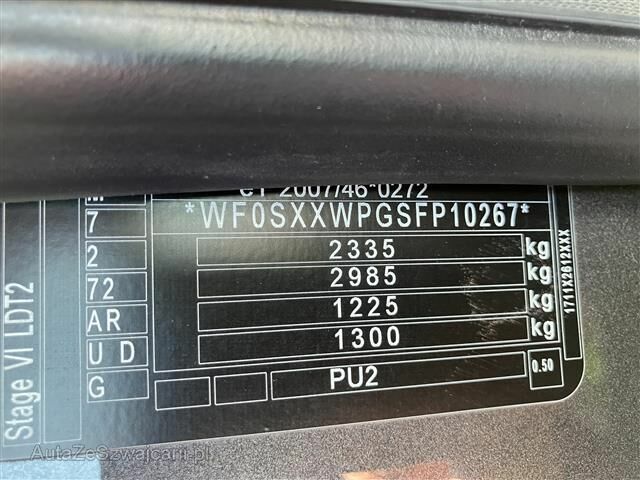 e1*2007/46*0272
*WF0SXXWPGSFP10267*
2335 kg
2985 kg
1225 kg
1300 kg
PU2 0.50
7
2
72
AR
U D
G
Stage VI LDT2
1711X2612XXX
AutaZeSzwajcarii.pl